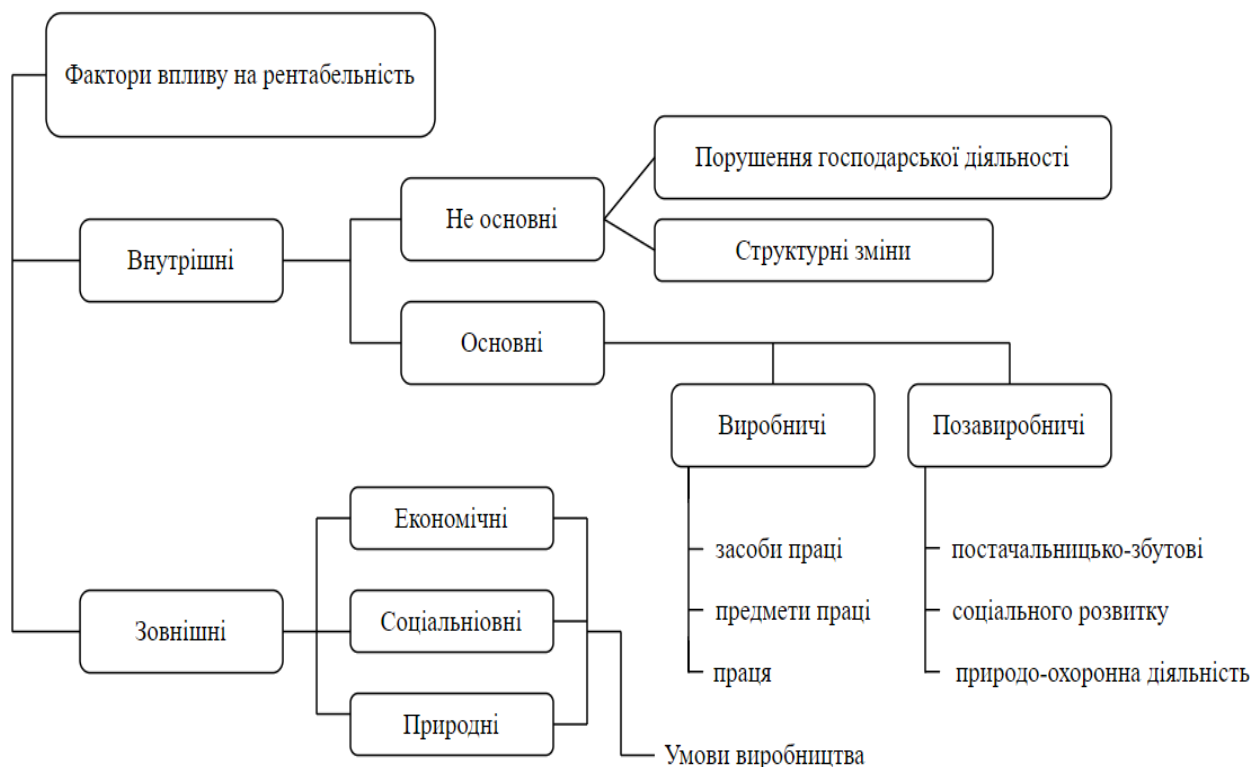 Фактори впливу на рентабельність
Порушення господарської діяльності
Не основні
Структурні зміни
Внутрішні
Основні
Виробничі
Позавиробничі
Економічні
засоби праці
постачальницько-збутові
Соціальніовні
предмети праці
соціального розвитку
Зовнішні
праця
природо-охоронна діяльність
Природні
Умови виробництва